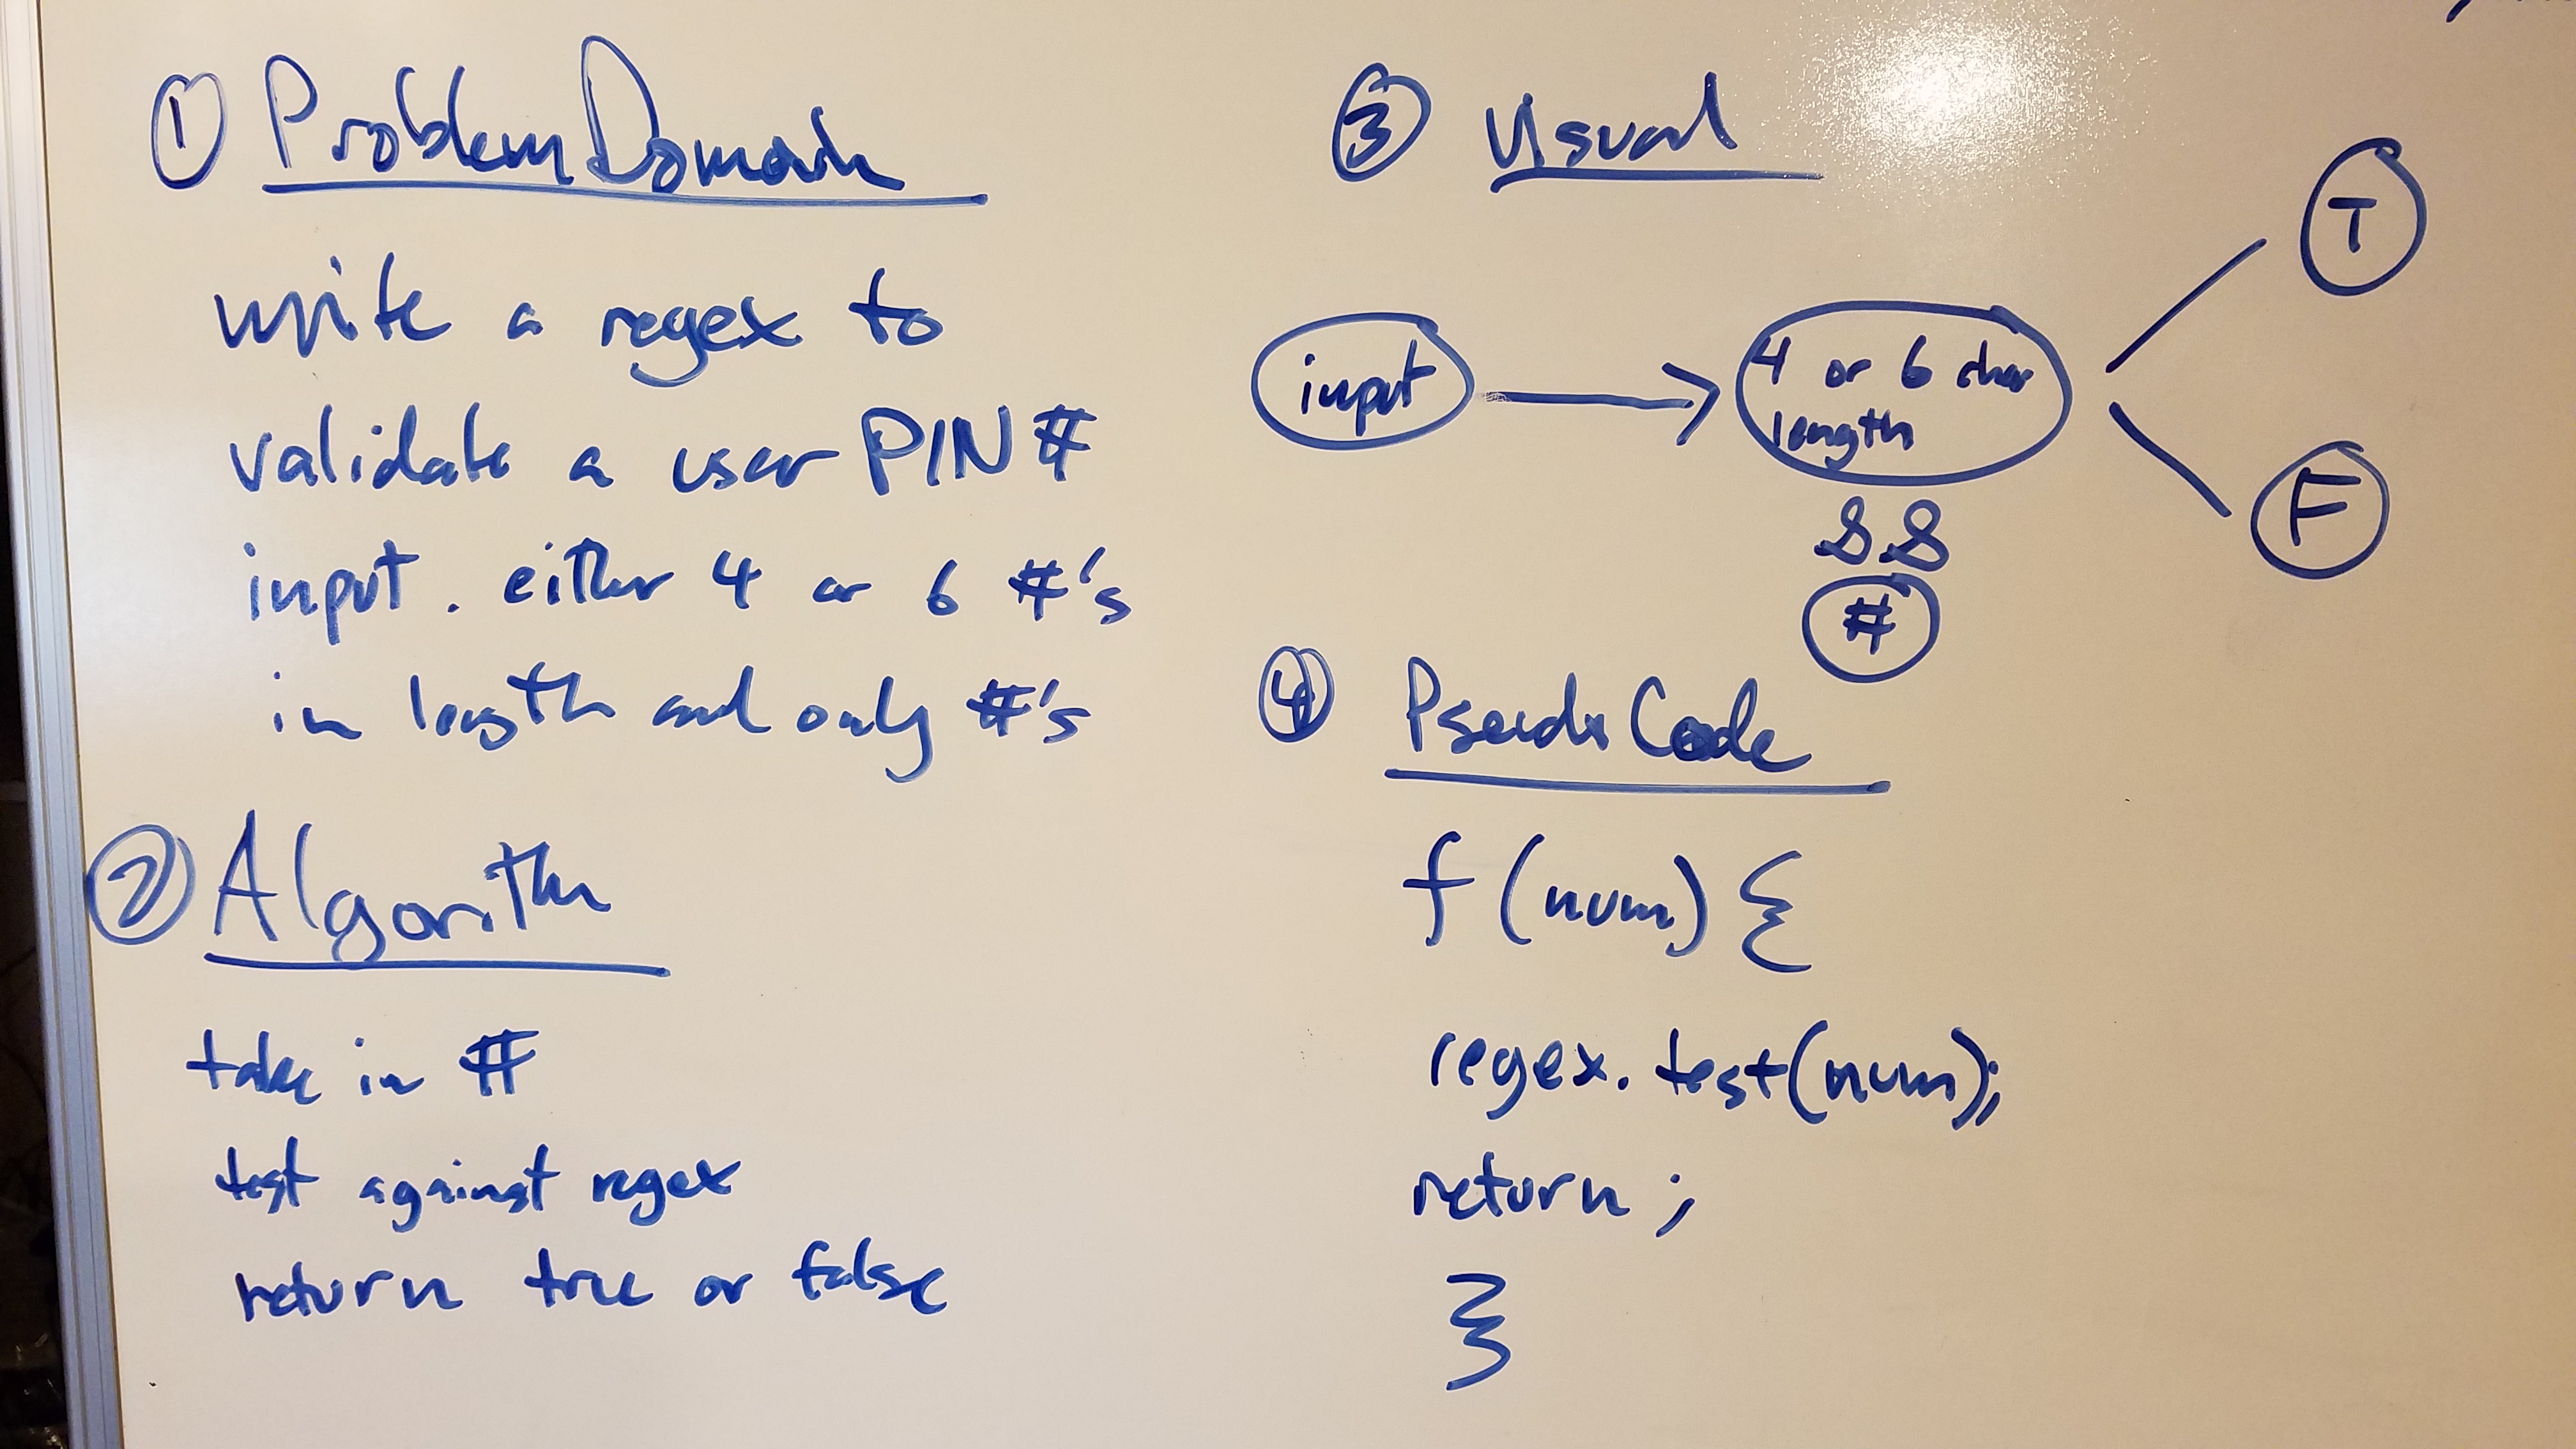 ① Problem Domain
write a regex to
validate a user PIN #
input. either 4 or 6 #'s
in length and only #'s
② Algorithm
take in #
test against regex
return true or false
③ Visual
input
4 or 6 char
length
&&
#
T
F
④ Pseudo Code
f (num) {
regex.test(num);
return ;
}